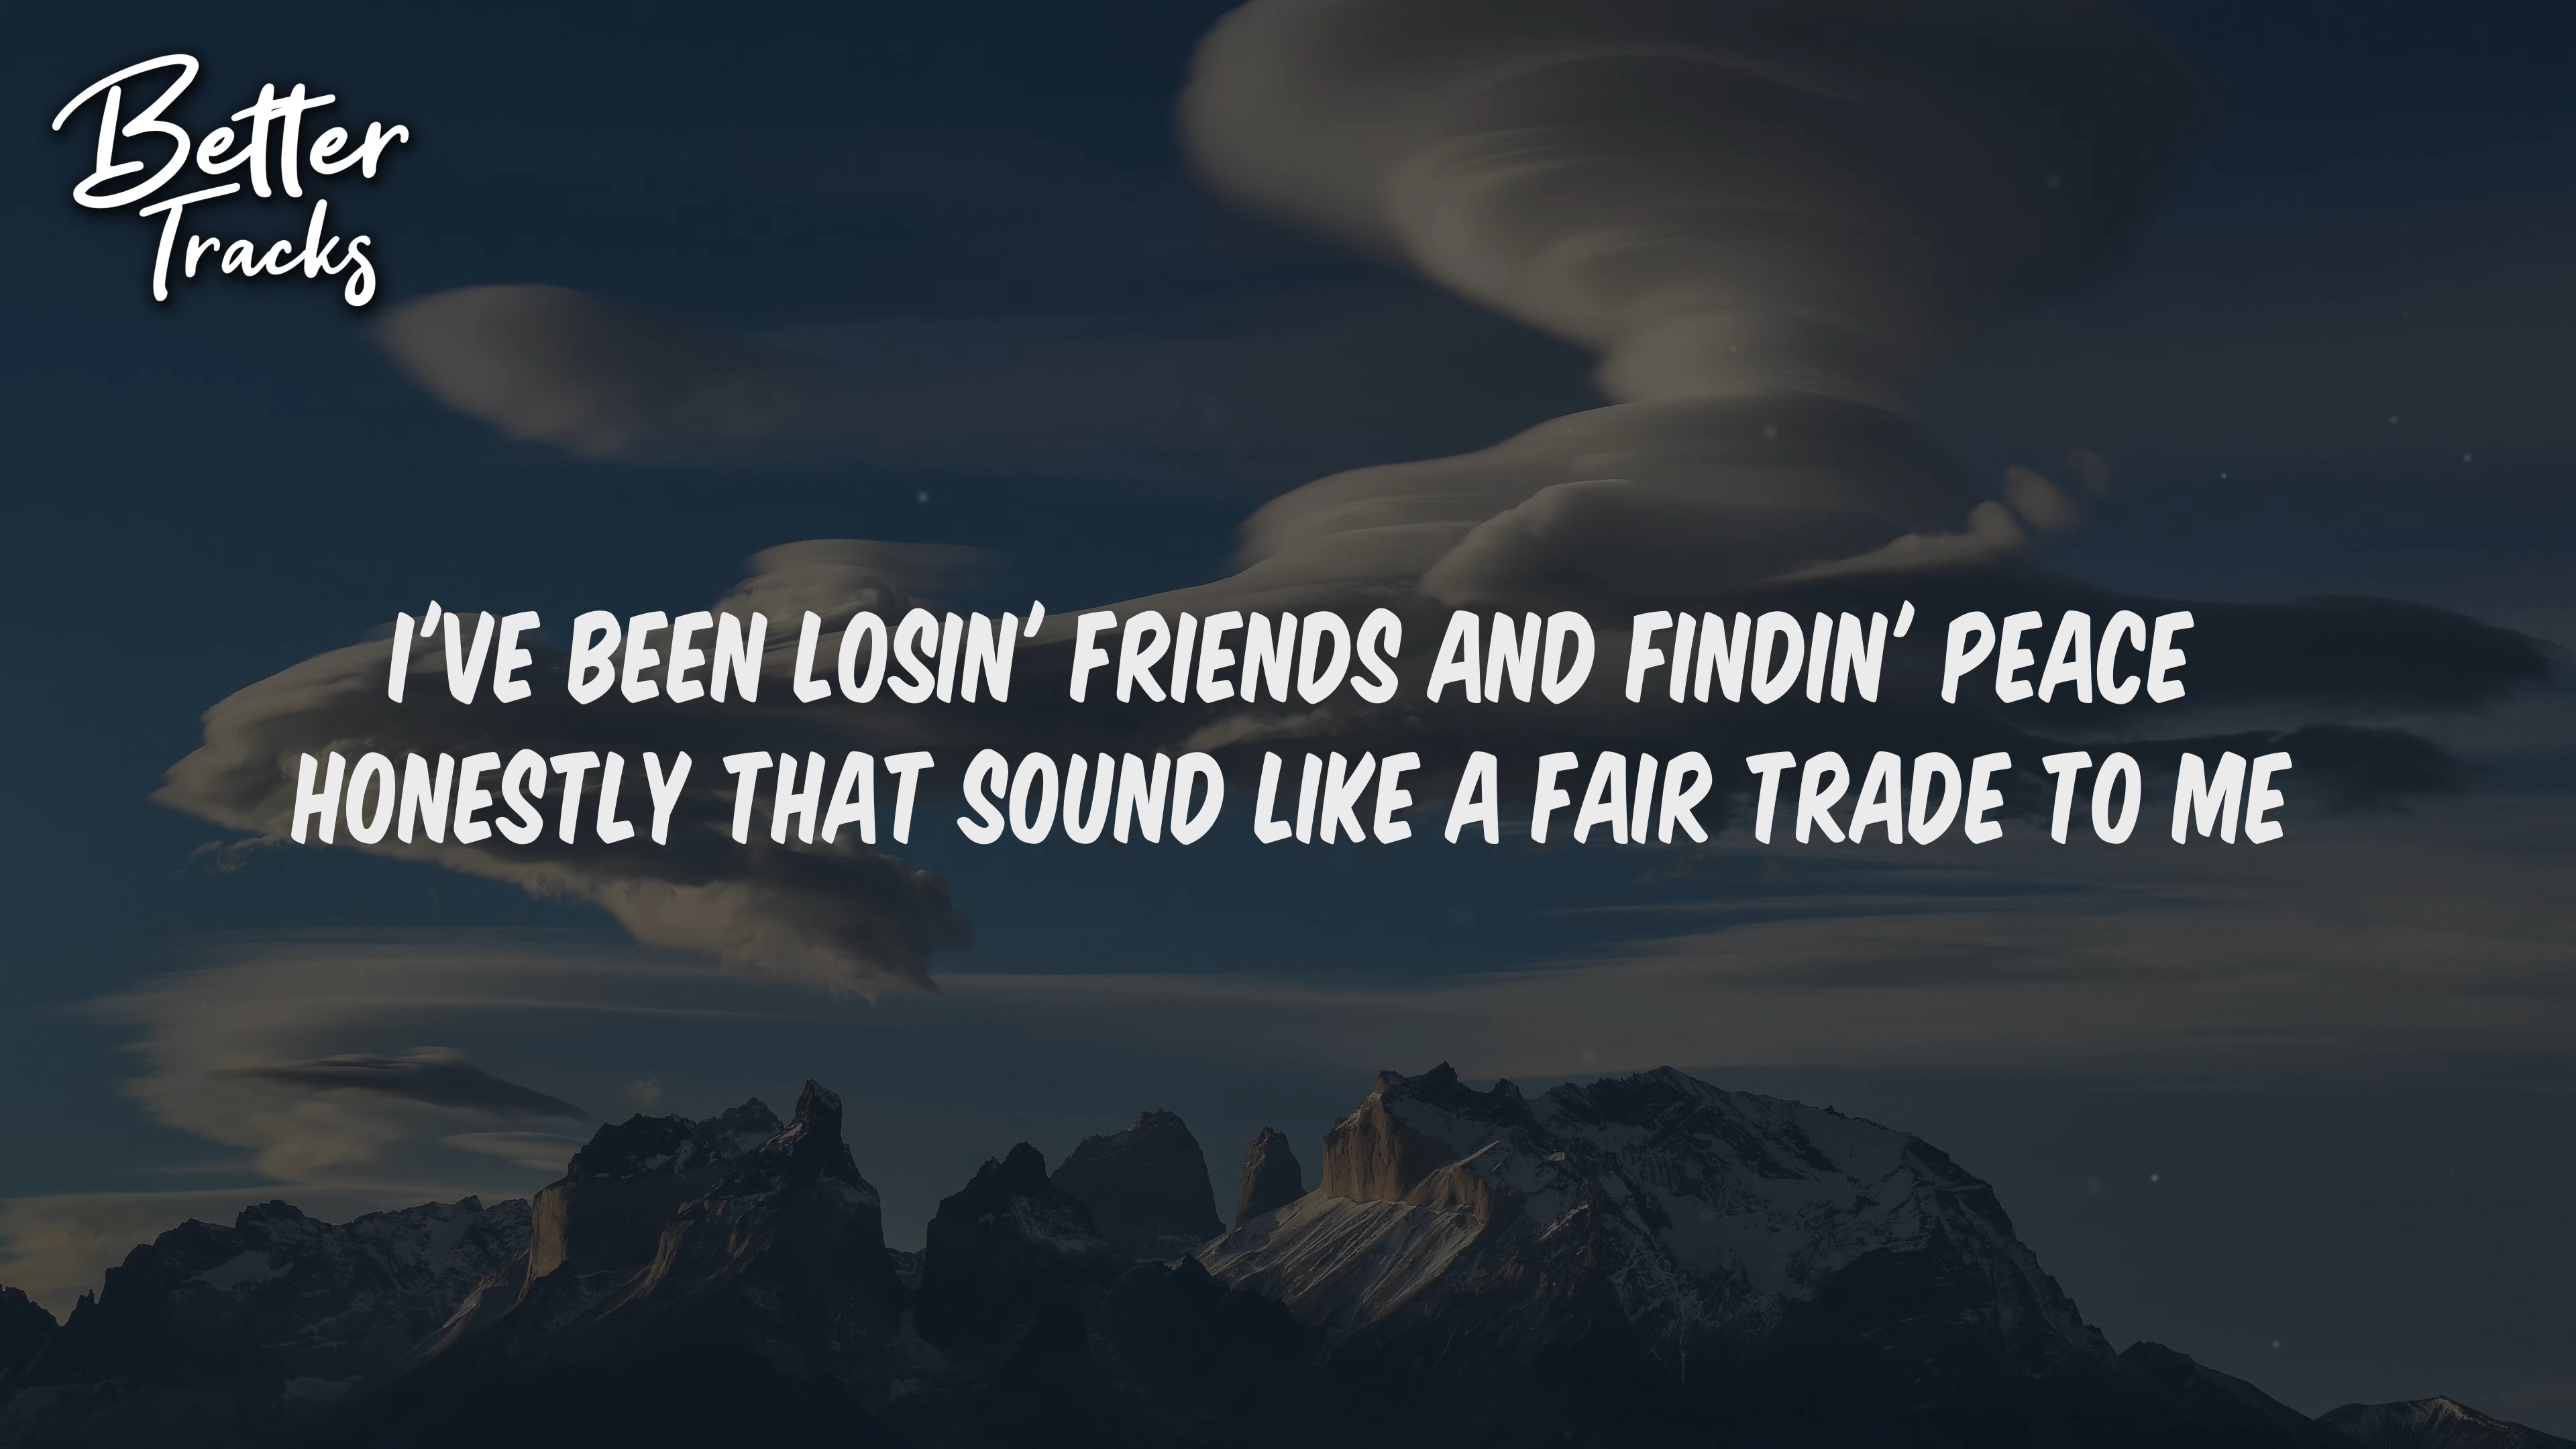 Better
Tracks
I'VE BEEN LOSIN' FRIENDS AND FINDIN' PEACE
HONESTLY THAT SOUND LIKE A FAIR TRADE TO ME